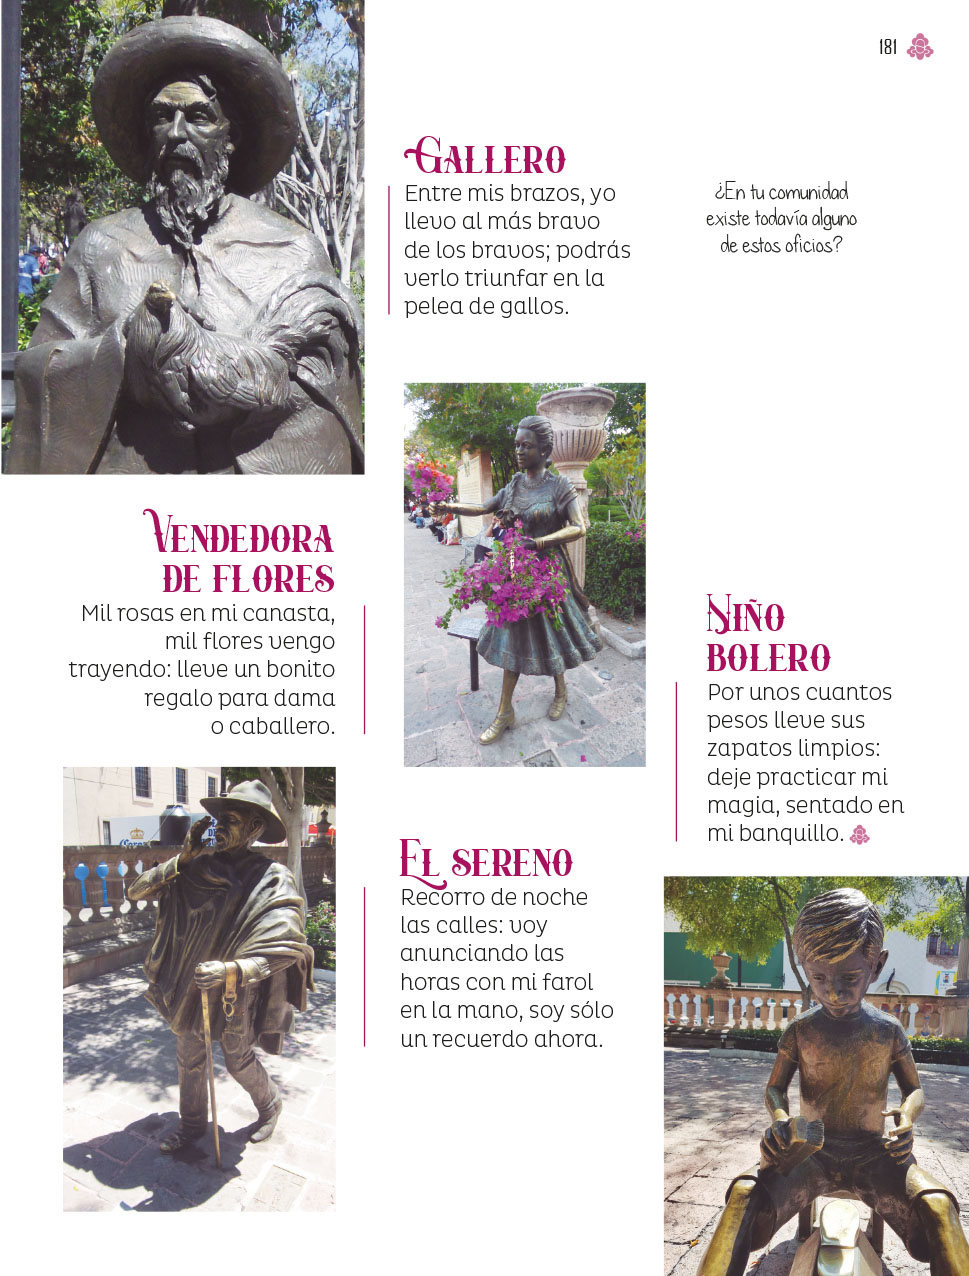 181
GALLERO
Entre mis brazos, yo
llevo al más bravo
de los bravos; podrás
verlo triunfar en la
pelea de gallos.
¿En tu comunidad
existe todavía alguno
de estos oficios?
VENDEDORA
DE FLORES
Mil rosas en mi canasta,
mil flores vengo
trayendo: lleve un bonito
regalo para dama
o caballero.
NIÑO
BOLERO
Por unos cuantos
pesos lleve sus
zapatos limpios:
deje practicar mi
magia, sentado en
mi banquillo.
EL SERENO
Recorro de noche
las calles: voy
anunciando las
horas con mi farol
en la mano, soy sólo
un recuerdo ahora.